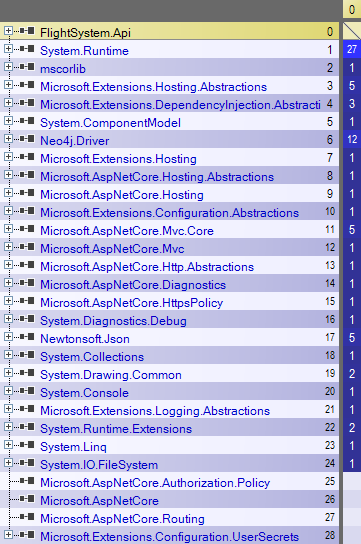 0
FlightSystem.Api 0
System.Runtime 1 27
mscorlib 2 1
Microsoft.Extensions.Hosting.Abstractions 3 5
Microsoft.Extensions.DependencyInjection.Abstracti 4 3
System.ComponentModel 5 1
Neo4j.Driver 6 12
Microsoft.Extensions.Hosting 7 1
Microsoft.AspNetCore.Hosting.Abstractions 8 1
Microsoft.AspNetCore.Hosting 9 1
Microsoft.Extensions.Configuration.Abstractions 10 1
Microsoft.AspNetCore.Mvc.Core 11 5
Microsoft.AspNetCore.Mvc 12 1
Microsoft.AspNetCore.Http.Abstractions 13 1
Microsoft.AspNetCore.Diagnostics 14 1
Microsoft.AspNetCore.HttpsPolicy 15 1
System.Diagnostics.Debug 16 1
Newtonsoft.Json 17 5
System.Collections 18 1
System.Drawing.Common 19 2
System.Console 20 1
Microsoft.Extensions.Logging.Abstractions 21 1
System.Runtime.Extensions 22 2
System.Linq 23 1
System.IO.FileSystem 24 1
Microsoft.AspNetCore.Authorization.Policy 25
Microsoft.AspNetCore 26
Microsoft.AspNetCore.Routing 27
Microsoft.Extensions.Configuration.UserSecrets 28